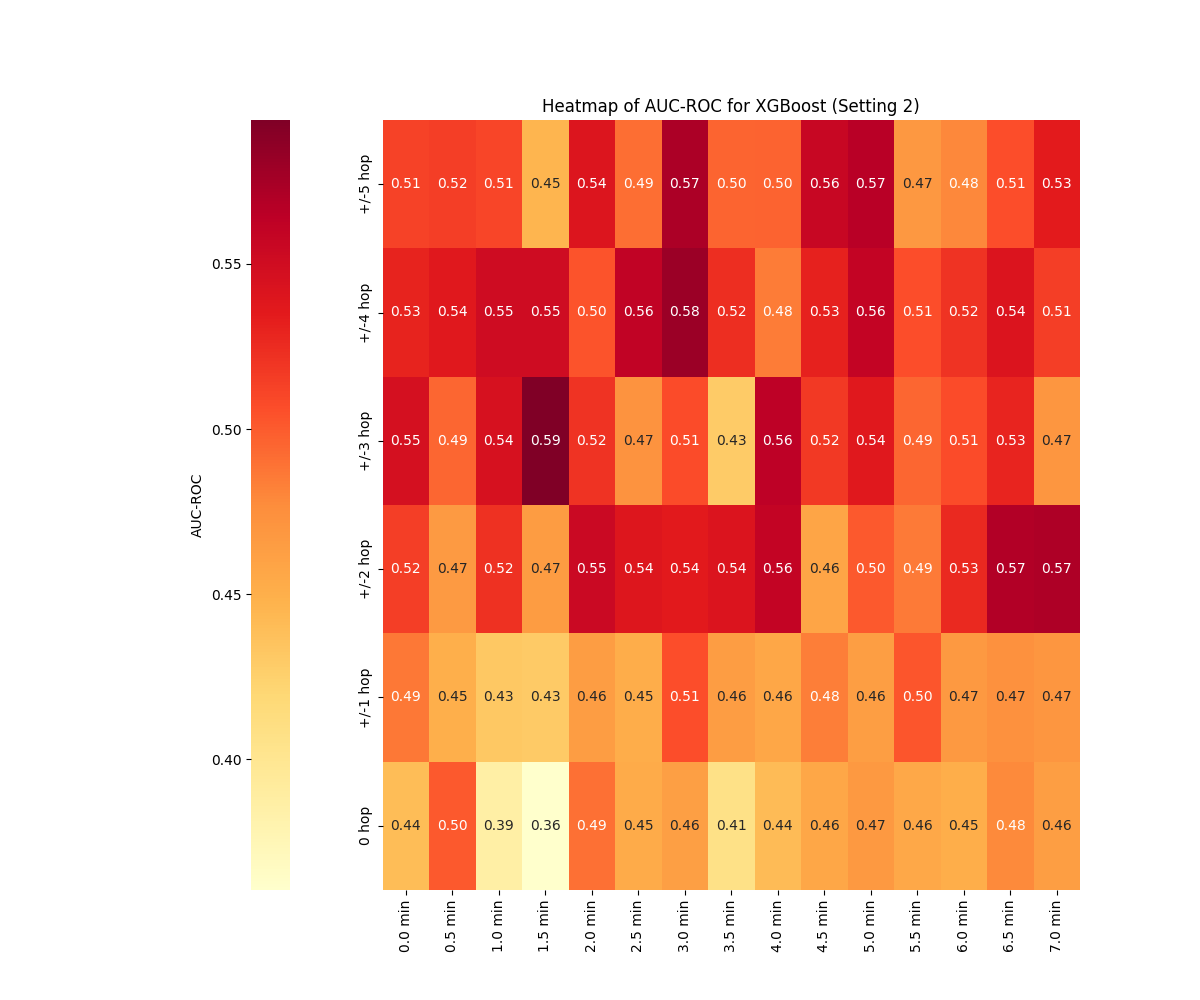 Heatmap of AUC-ROC for XGBoost (Setting 2)
AUC-ROC
0.55
0.50
0.45
0.40
+/-5 hop
0.51 0.52 0.51 0.45 0.54 0.49 0.57 0.50 0.50 0.56 0.57 0.47 0.48 0.51 0.53
+/-4 hop
0.53 0.54 0.55 0.55 0.50 0.56 0.58 0.52 0.48 0.53 0.56 0.51 0.52 0.54 0.51
+/-3 hop
0.55 0.49 0.54 0.59 0.52 0.47 0.51 0.43 0.56 0.52 0.54 0.49 0.51 0.53 0.47
+/-2 hop
0.52 0.47 0.52 0.47 0.55 0.54 0.54 0.54 0.56 0.46 0.50 0.49 0.53 0.57 0.57
+/-1 hop
0.49 0.45 0.43 0.43 0.46 0.45 0.51 0.46 0.46 0.48 0.46 0.50 0.47 0.47 0.47
0 hop
0.44 0.50 0.39 0.36 0.49 0.45 0.46 0.41 0.44 0.46 0.47 0.46 0.45 0.48 0.46
0.0 min
0.5 min
1.0 min
1.5 min
2.0 min
2.5 min
3.0 min
3.5 min
4.0 min
4.5 min
5.0 min
5.5 min
6.0 min
6.5 min
7.0 min